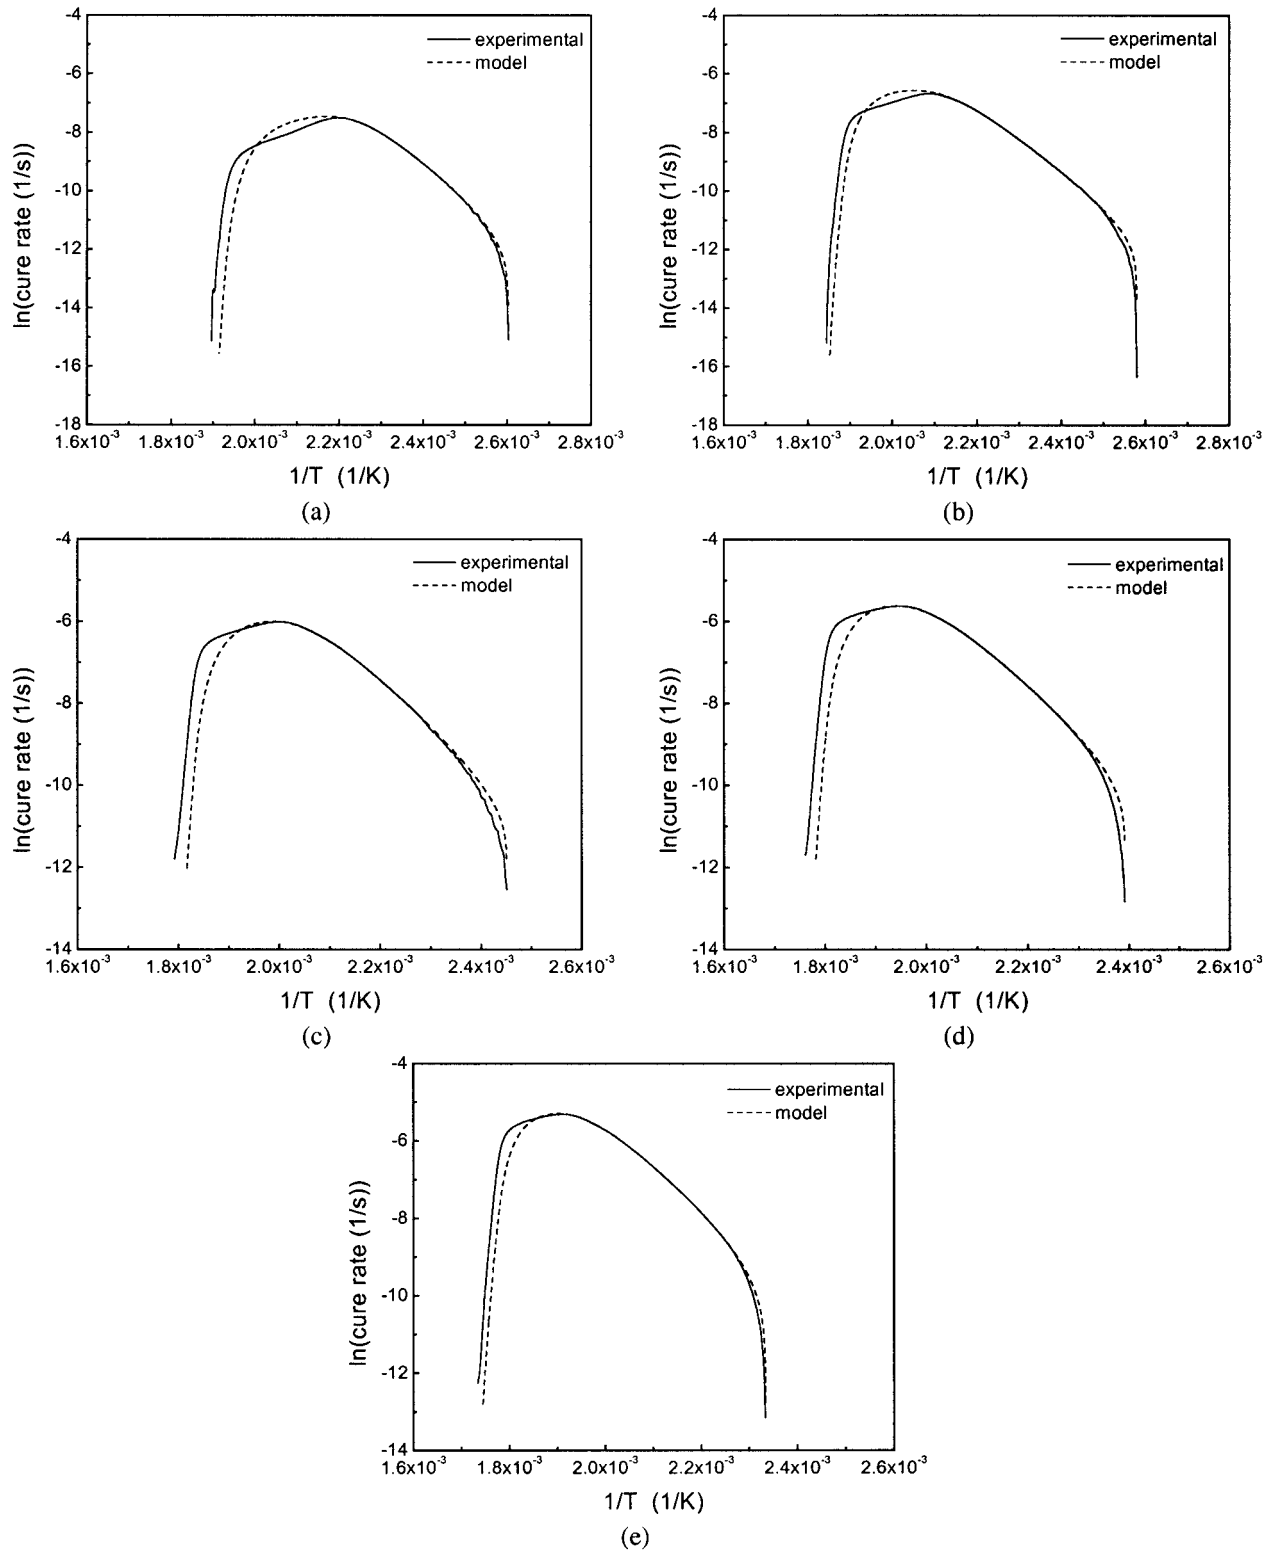 -4
-6
-8
-10
-12
-14
-16
-18
ln(cure rate (1/s))
experimental
model
1.6x10⁻³ 1.8x10⁻³ 2.0x10⁻³ 2.2x10⁻³ 2.4x10⁻³ 2.6x10⁻³ 2.8x10⁻³
1/T (1/K)
(a)
-4
-6
-8
-10
-12
-14
-16
-18
ln(cure rate (1/s))
experimental
model
1.6x10⁻³ 1.8x10⁻³ 2.0x10⁻³ 2.2x10⁻³ 2.4x10⁻³ 2.6x10⁻³ 2.8x10⁻³
1/T (1/K)
(b)
-4
-6
-8
-10
-12
-14
ln(cure rate (1/s))
experimental
model
1.6x10⁻³ 1.8x10⁻³ 2.0x10⁻³ 2.2x10⁻³ 2.4x10⁻³ 2.6x10⁻³
1/T (1/K)
(c)
-4
-6
-8
-10
-12
-14
ln(cure rate (1/s))
experimental
model
1.6x10⁻³ 1.8x10⁻³ 2.0x10⁻³ 2.2x10⁻³ 2.4x10⁻³ 2.6x10⁻³
1/T (1/K)
(d)
-4
-6
-8
-10
-12
-14
ln(cure rate (1/s))
experimental
model
1.6x10⁻³ 1.8x10⁻³ 2.0x10⁻³ 2.2x10⁻³ 2.4x10⁻³ 2.6x10⁻³
1/T (1/K)
(e)